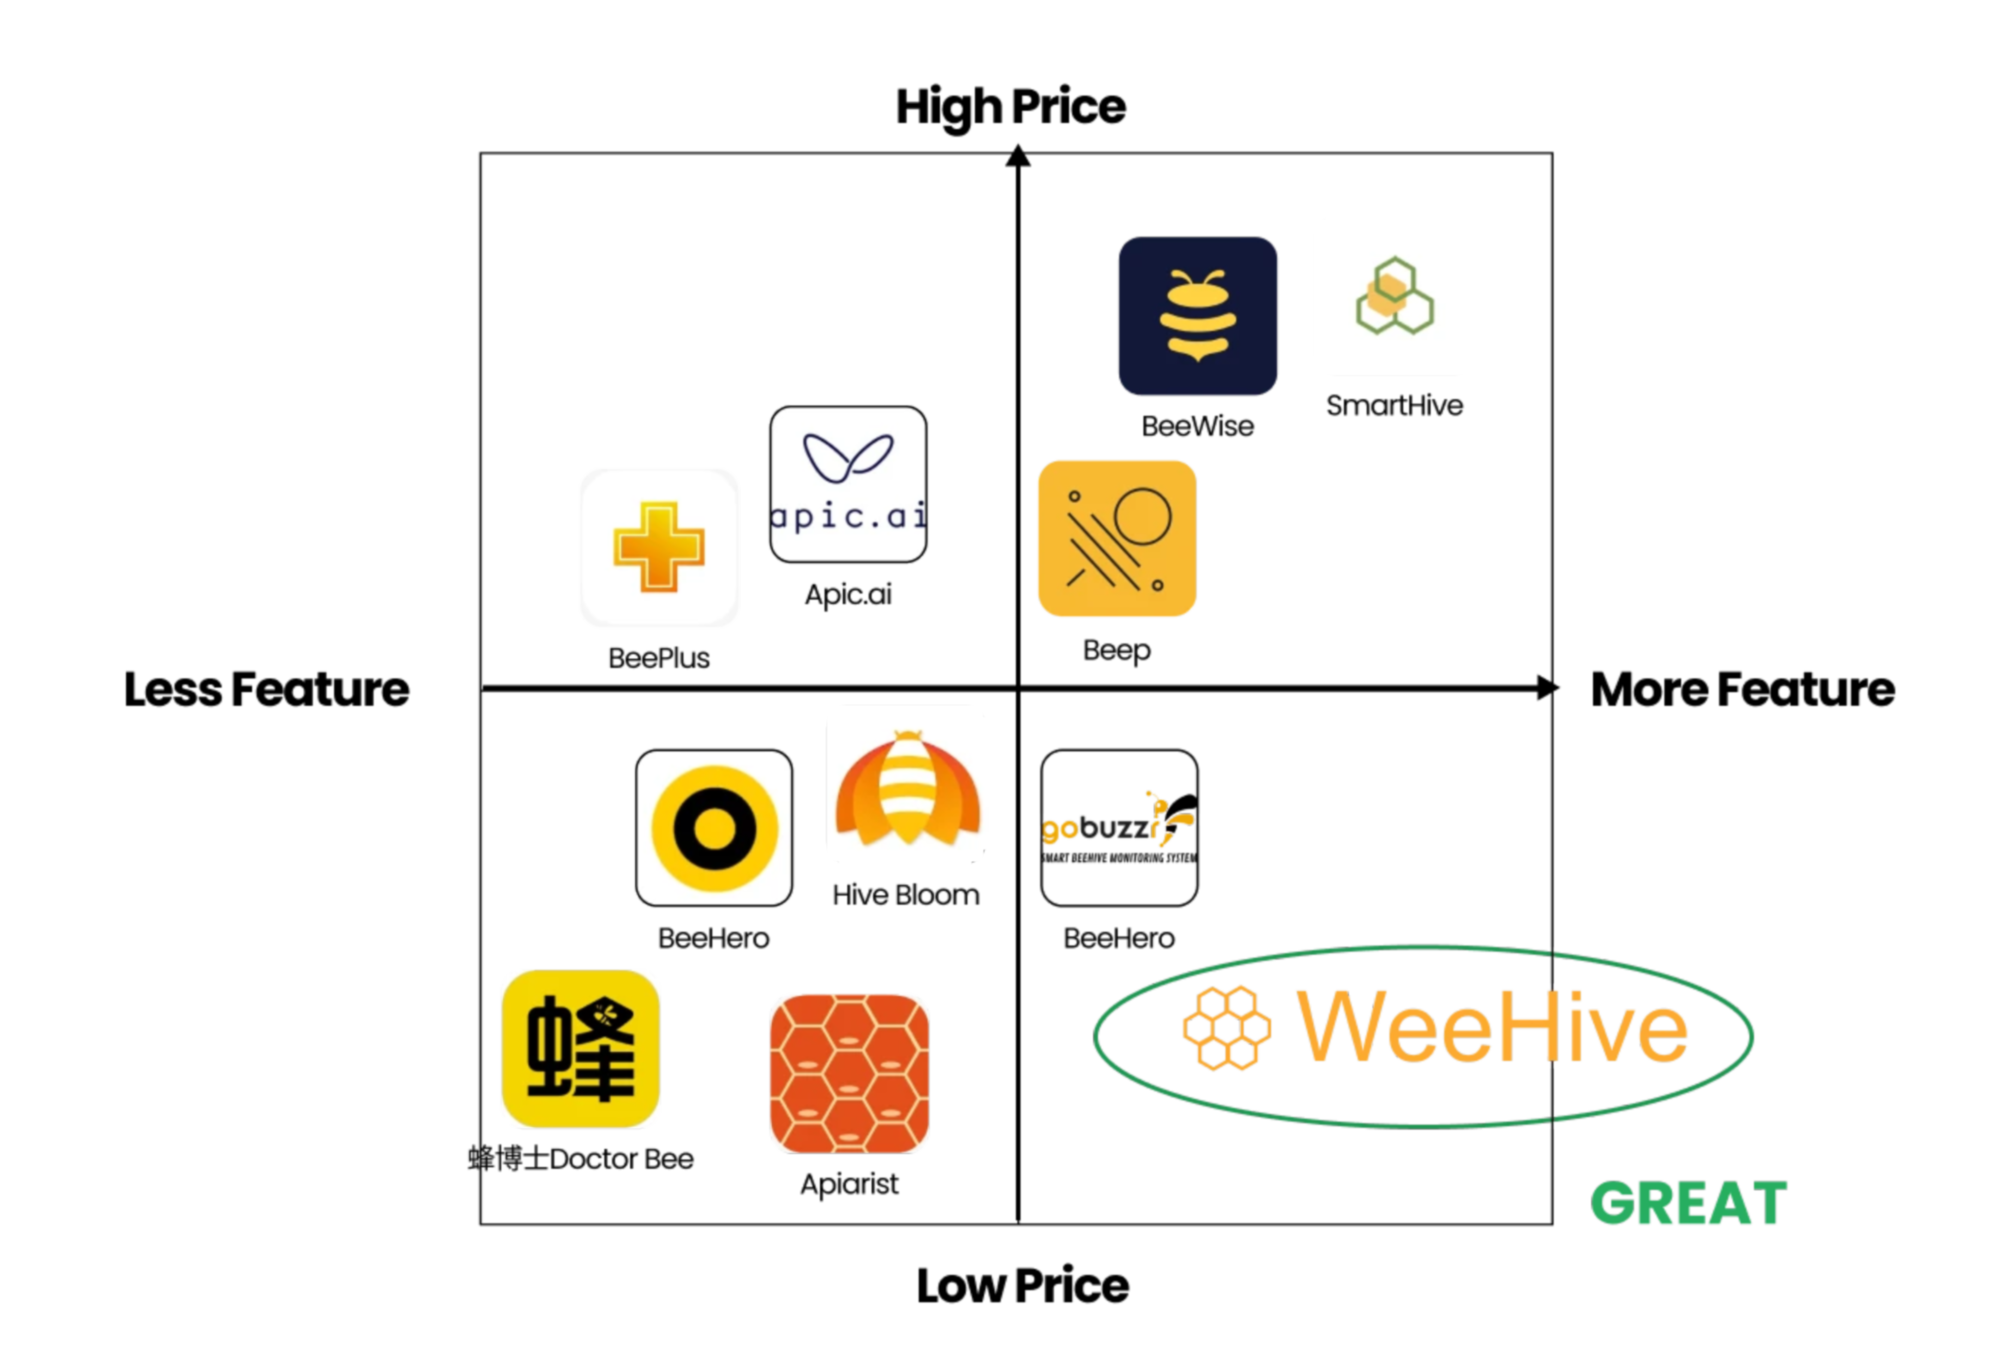 High Price
BeeWise
SmartHive
apic.ai
Apic.ai
BeePlus
Beep
Less Feature
More Feature
gobuzzr
SMART BEEHIVE MONITORING SYSTEM
Hive Bloom
BeeHero
BeeHero
WeeHive
蜂
蜂博士Doctor Bee
Apiarist
GREAT
Low Price